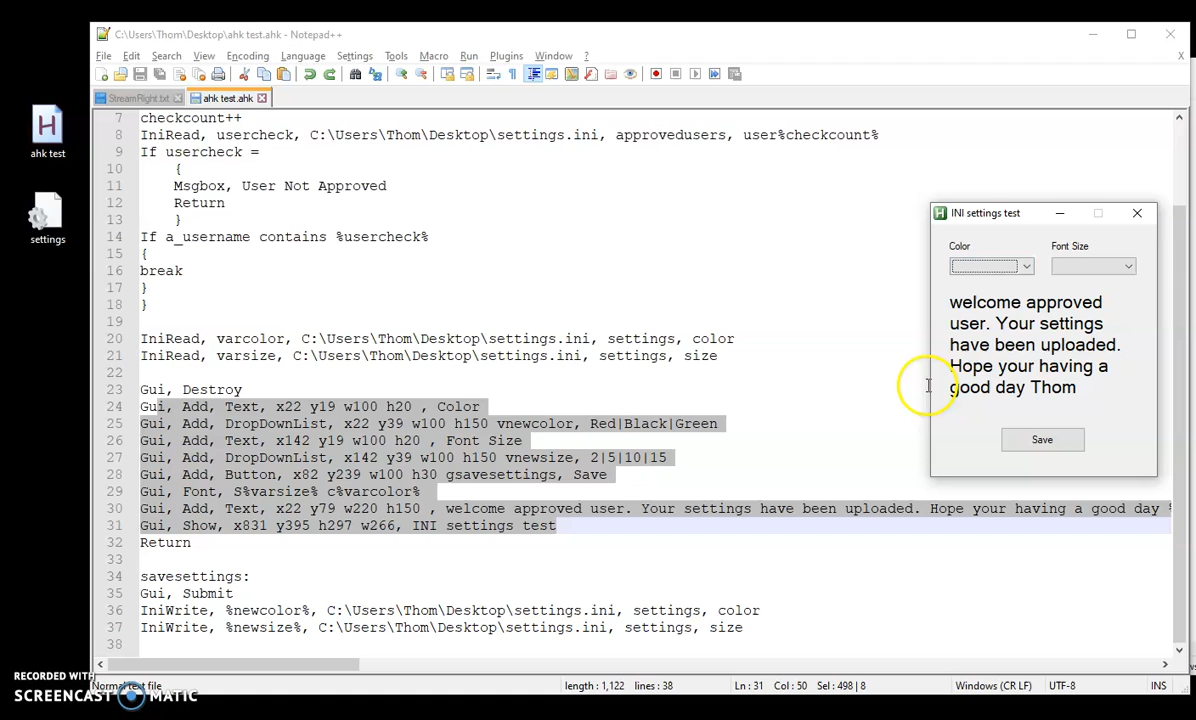 C:\Users\Thom\Desktop\ahk test.ahk - Notepad++
File Edit Search View Encoding Language Settings Tools Macro Run Plugins Window ?
X
StreamRight.txt ahk test.ahk
7 checkcount++
8 IniRead, usercheck, C:\Users\Thom\Desktop\settings.ini, approvedusers, user%checkcount%
9 If usercheck =
10 {
11 Msgbox, User Not Approved
12 Return
13 }
14 If a_username contains %usercheck%
15 {
16 break
17 }
18 }
19
20 IniRead, varcolor, C:\Users\Thom\Desktop\settings.ini, settings, color
21 IniRead, varsize, C:\Users\Thom\Desktop\settings.ini, settings, size
22
23 Gui, Destroy
24 Gui, Add, Text, x22 y19 w100 h20 , Color
25 Gui, Add, DropDownList, x22 y39 w100 h150 vnewcolor, Red|Black|Green
26 Gui, Add, Text, x142 y19 w100 h20 , Font Size
27 Gui, Add, DropDownList, x142 y39 w100 h150 vnewsize, 2|5|10|15
28 Gui, Add, Button, x82 y239 w100 h30 gsavesettings, Save
29 Gui, Font, S%varsize% c%varcolor%
30 Gui, Add, Text, x22 y79 w220 h150 , welcome approved user. Your settings have been uploaded. Hope your having a good day %
31 Gui, Show, x831 y395 h297 w266, INI settings test
32 Return
33
34 savesettings:
35 Gui, Submit
36 IniWrite, %newcolor%, C:\Users\Thom\Desktop\settings.ini, settings, color
37 IniWrite, %newsize%, C:\Users\Thom\Desktop\settings.ini, settings, size
38
H
ahk test
settings
H INI settings test
Color Font Size
welcome approved
user. Your settings
have been uploaded.
Hope your having a
good day Thom
Save
Normal text file length : 1,122 lines : 38 Ln : 31 Col : 50 Sel : 498 | 8 Windows (CR LF) UTF-8 INS
RECORDED WITH
SCREENCAST MATIC